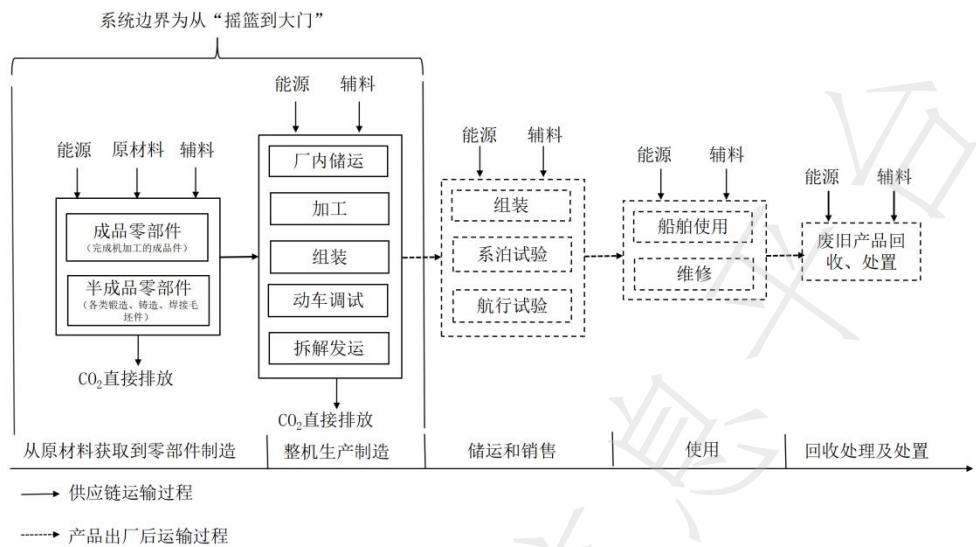 系统边界为从“摇篮到大门”
能源 辅料
厂内储运
加工
组装
动车调试
拆解发运
CO₂直接排放
能源 原材料 辅料
成品零部件
（完成机加工的成品件）
半成品零部件
（各类锻造、铸造、焊接毛
坯件）
CO₂直接排放
能源 辅料
组装
系泊试验
航行试验
能源 辅料
船舶使用
维修
能源 辅料
废旧产品回
收、处置
从原材料获取到零部件制造 整机生产制造 储运和销售 使用 回收处理及处置
供应链运输过程
产品出厂后运输过程
息平台